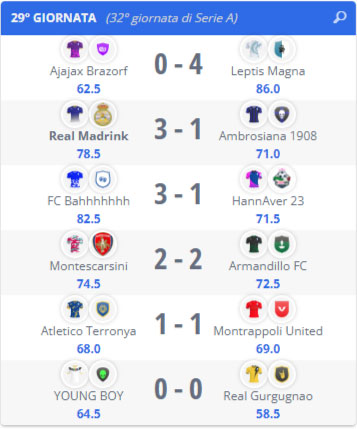 29º GIORNATA (32º giornata di Serie A)
Ajajax Brazorf 0 - 4 Leptis Magna
62.5 86.0
Real Madrink 3 - 1 Ambrosiana 1908
78.5 71.0
FC Bahhhhhhh 3 - 1 HannAver 23
82.5 71.5
Montescarsini 2 - 2 Armandillo FC
74.5 72.5
Atletico Terronya 1 - 1 Montrappoli United
68.0 69.0
YOUNG BOY 0 - 0 Real Gurgugnao
64.5 58.5